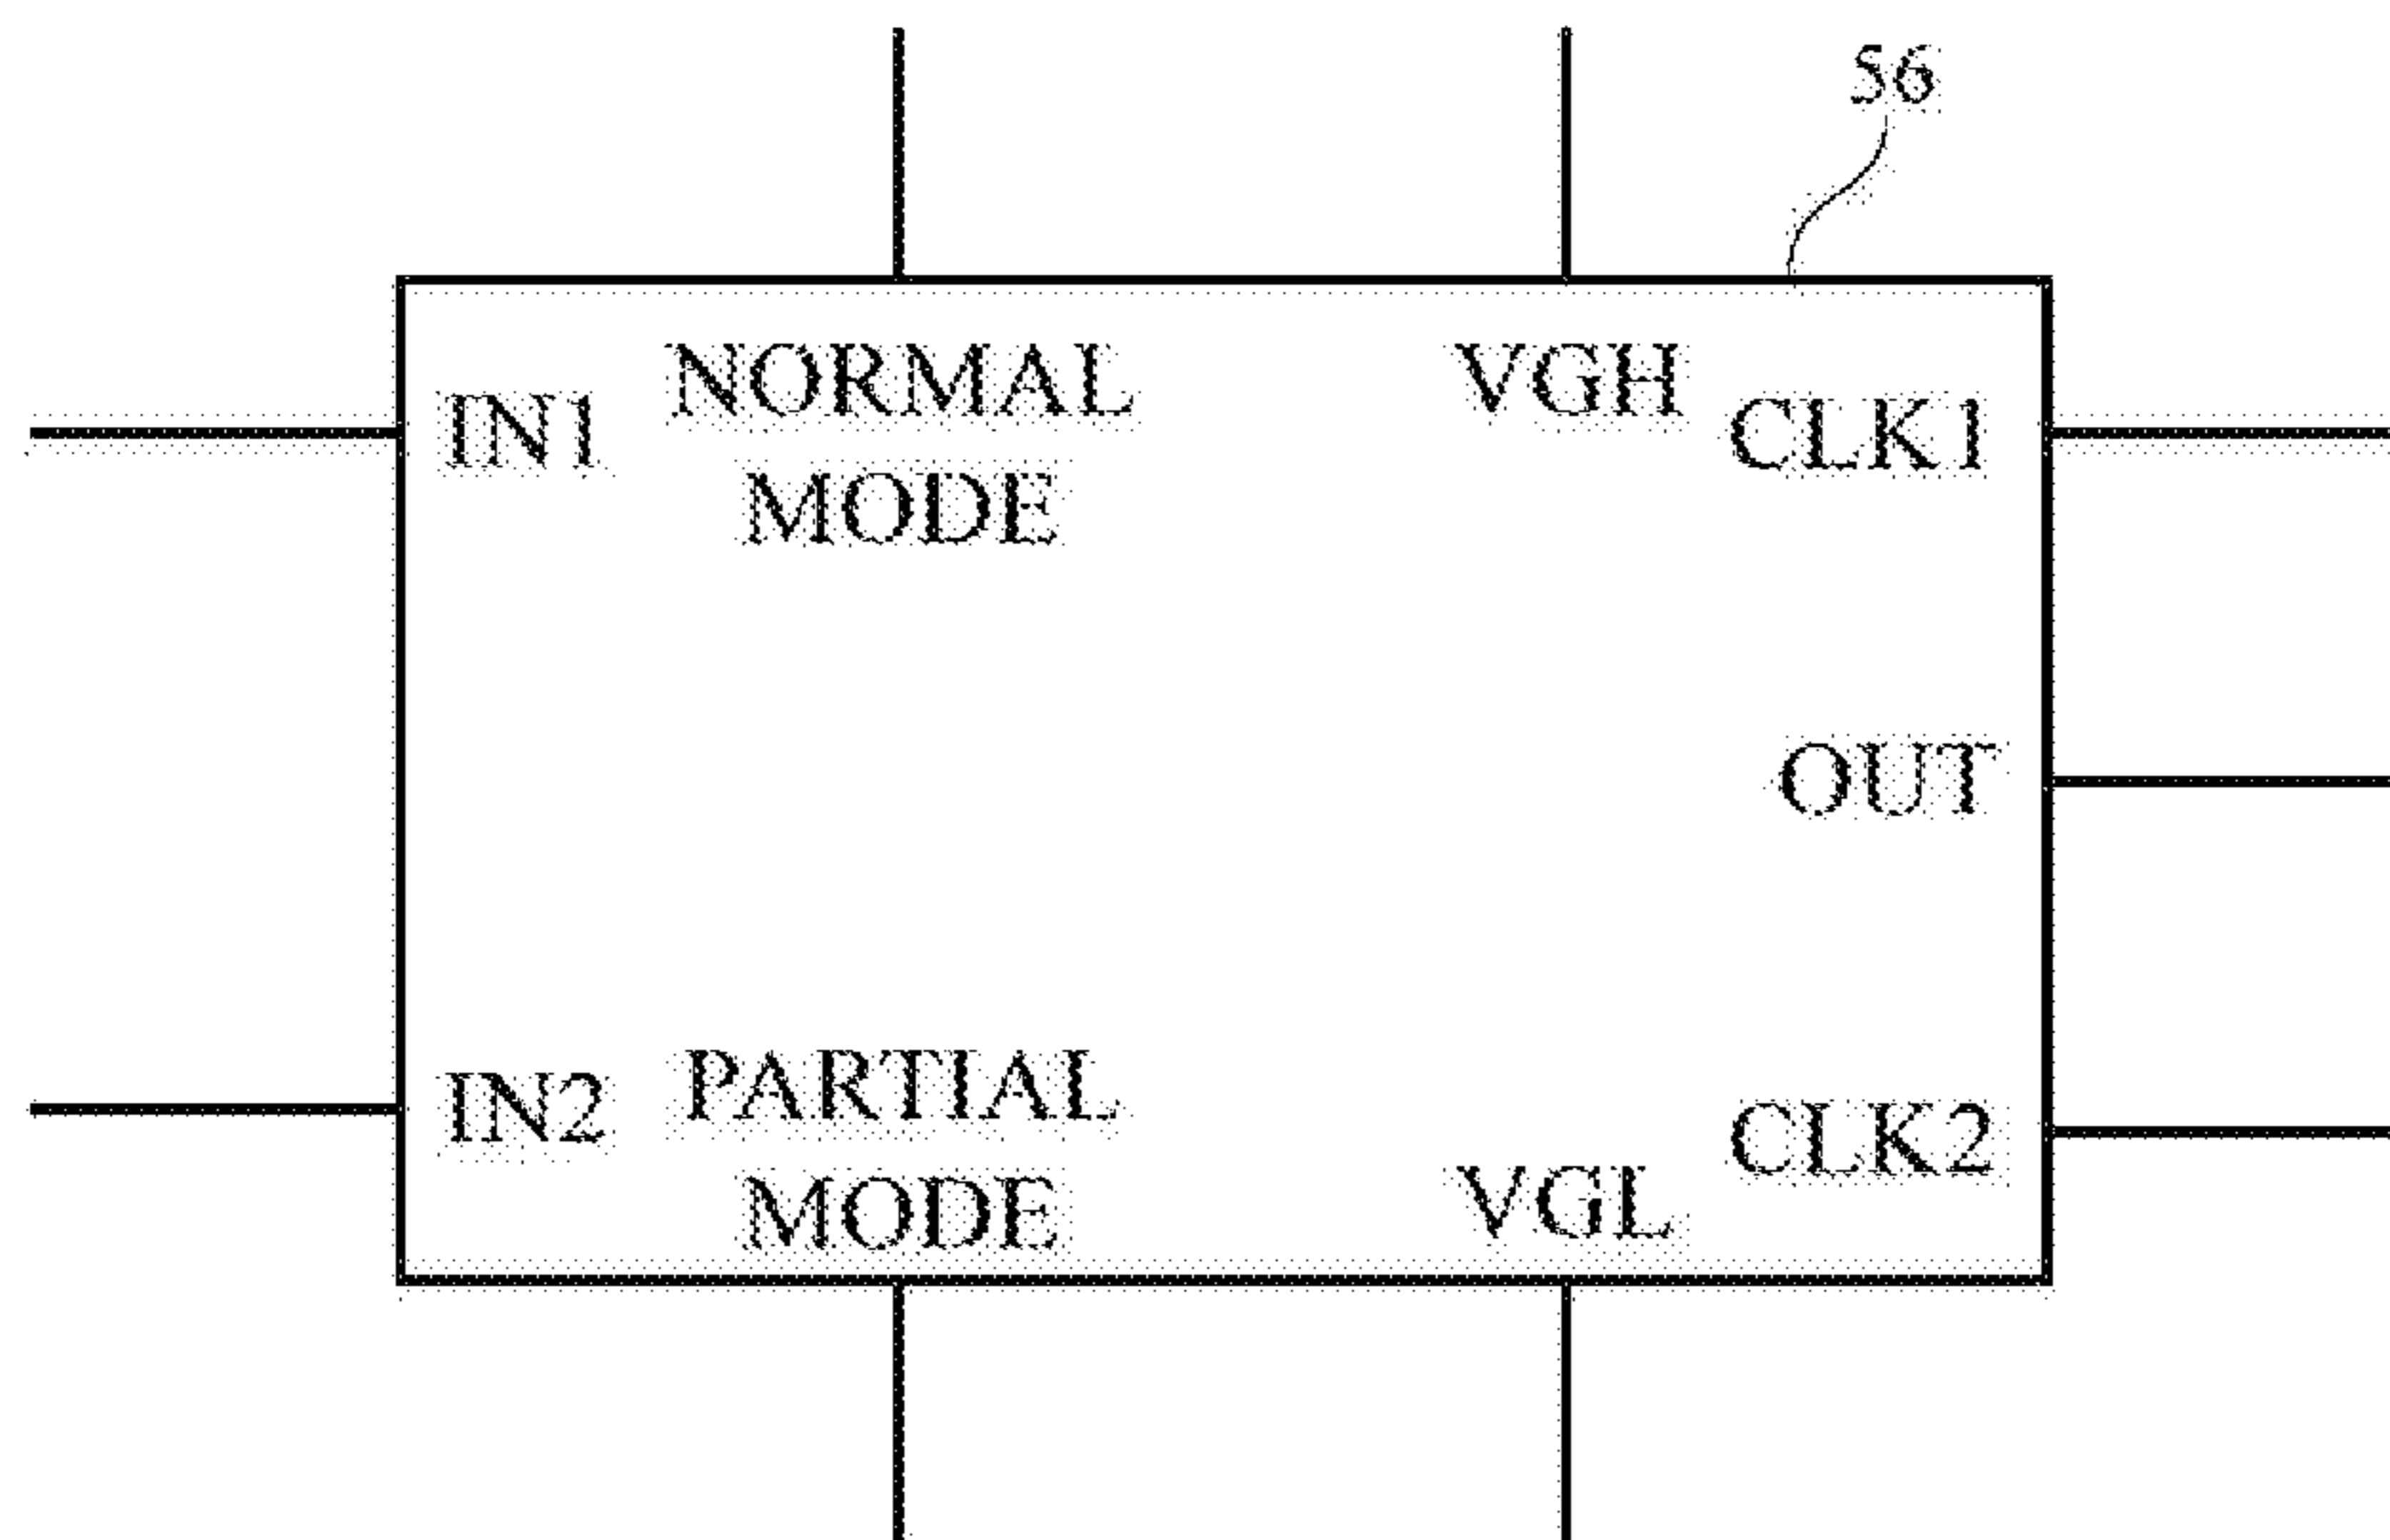 56
NORMAL
MODE
VGH
IN1
CLK1
OUT
IN2
PARTIAL
MODE
VGL
CLK2